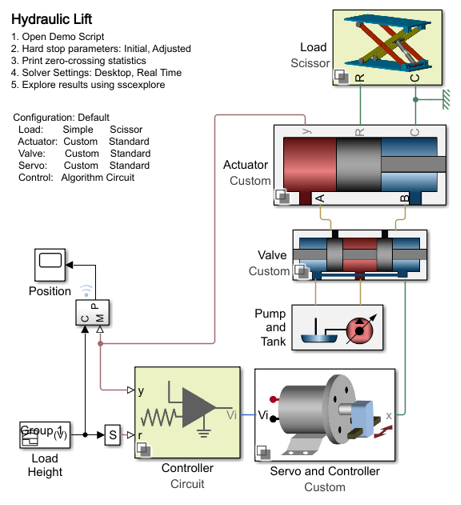 Hydraulic Lift
1. Open Demo Script
2. Hard stop parameters: Initial, Adjusted
3. Print zero-crossing statistics
4. Solver Settings: Desktop, Real Time
5. Explore results using sscexplore
Configuration: Default
Load: Simple Scissor
Actuator: Custom Standard
Valve: Custom Standard
Servo: Custom Standard
Control: Algorithm Circuit
Load
Scissor
R
C
y
R
C
Actuator
Custom
A
B
Valve
Custom
Pump
and
Tank
Position
C
P
M
y
r
Vi
Controller
Circuit
Vi
x
Servo and Controller
Custom
Group 1
(V)
Load
Height
S